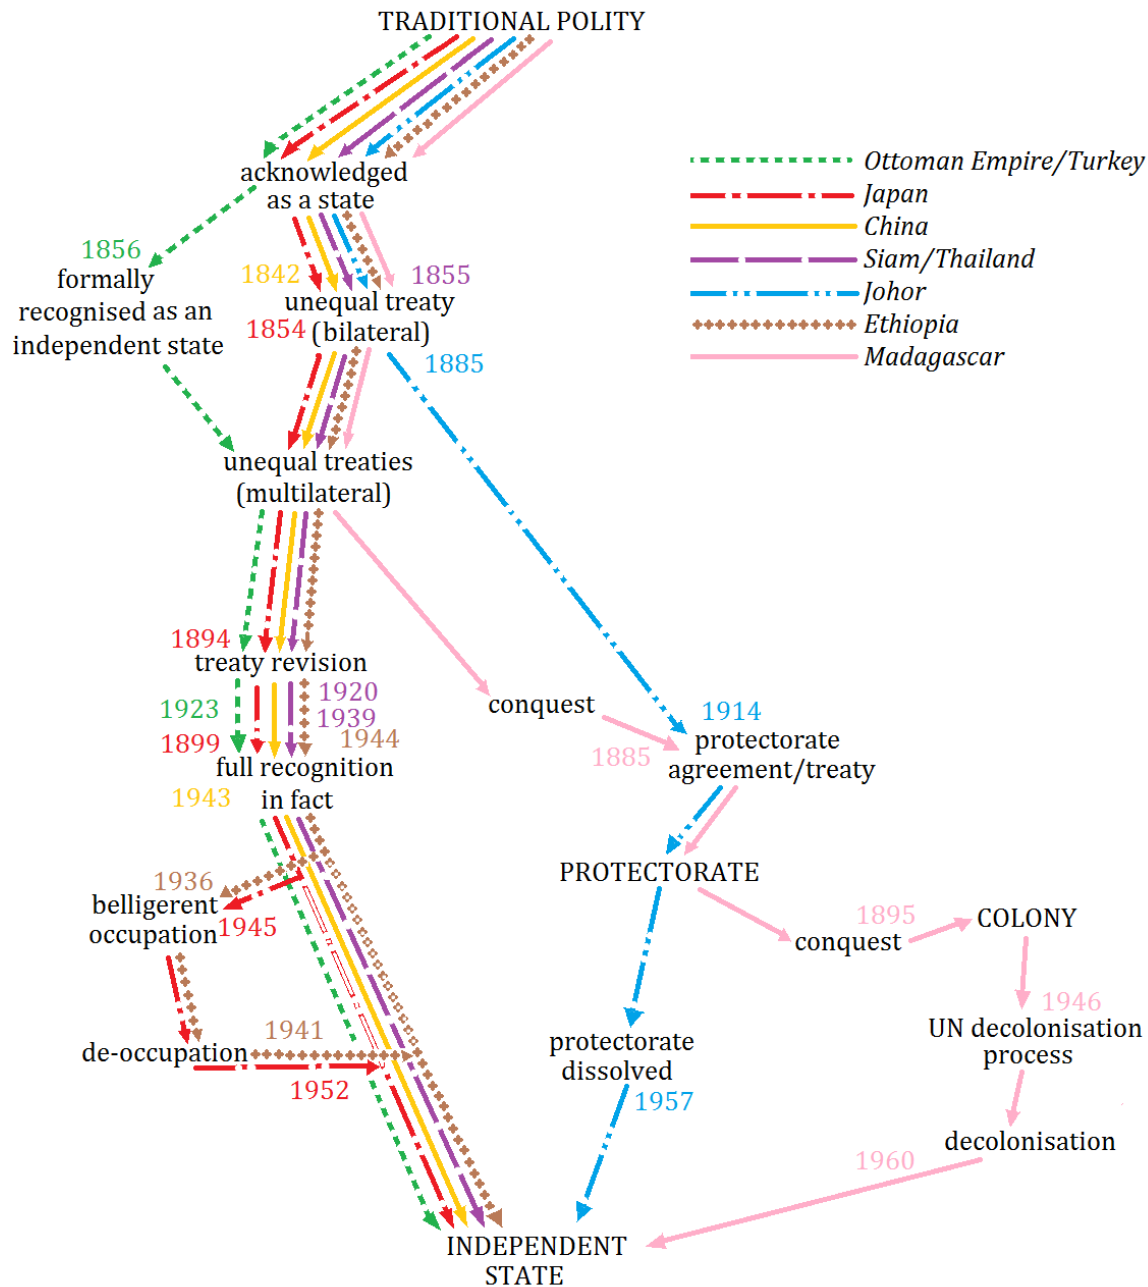 TRADITIONAL POLITY
acknowledged
as a state
Ottoman Empire/Turkey
Japan
China
Siam/Thailand
Johor
Ethiopia
Madagascar
1856
formally
recognised as an
independent state
1842
1855
unequal treaty
(bilateral)
1854
1885
unequal treaties
(multilateral)
1894
treaty revision
1923
1899
1920
1939
1944
conquest
1885
1914
protectorate
agreement/treaty
full recognition
in fact
1943
PROTECTORATE
1936
belligerent
occupation
1945
1895
conquest
COLONY
1946
UN decolonisation
process
de-occupation
1941
1952
protectorate
dissolved
1957
decolonisation
1960
INDEPENDENT
STATE